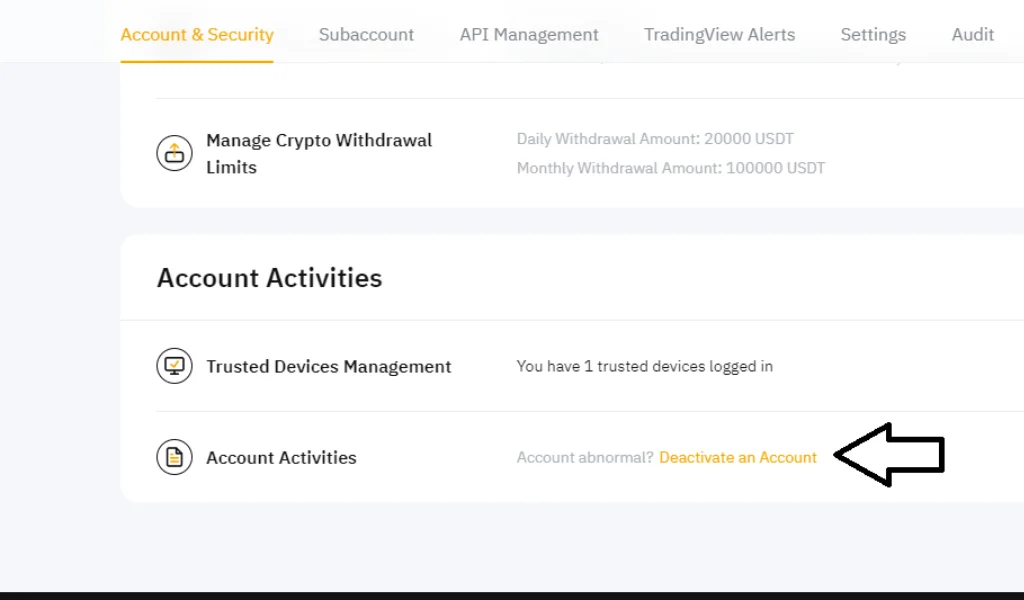 Account & Security Subaccount API Management TradingView Alerts Settings Audit
Manage Crypto Withdrawal
Limits
Daily Withdrawal Amount: 20000 USDT
Monthly Withdrawal Amount: 100000 USDT
Account Activities
Trusted Devices Management You have 1 trusted devices logged in
Account Activities Account abnormal? Deactivate an Account